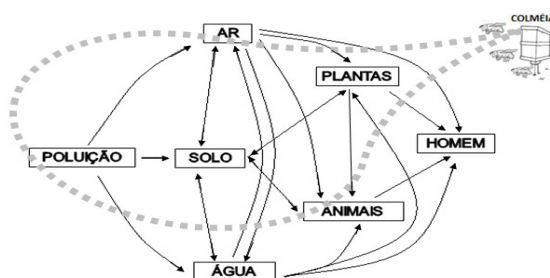 COLMÉIA
AR
PLANTAS
HOMEM
POLUIÇÃO
SOLO
ANIMAIS
ÁGUA